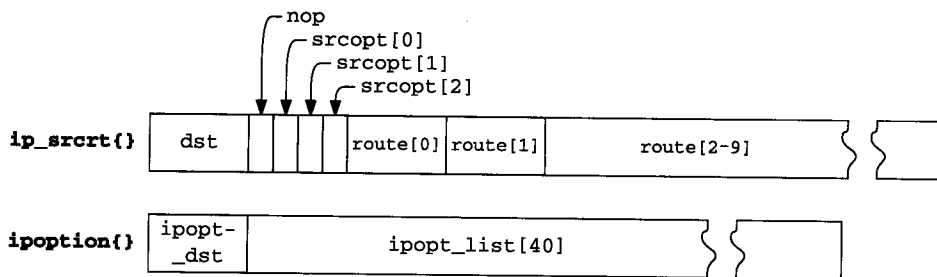 nop
srcopt[0]
srcopt[1]
srcopt[2]
ip_srcrt{} dst route[0] route[1] route[2-9]
ipoption{} ipopt-
_dst ipopt_list[40]